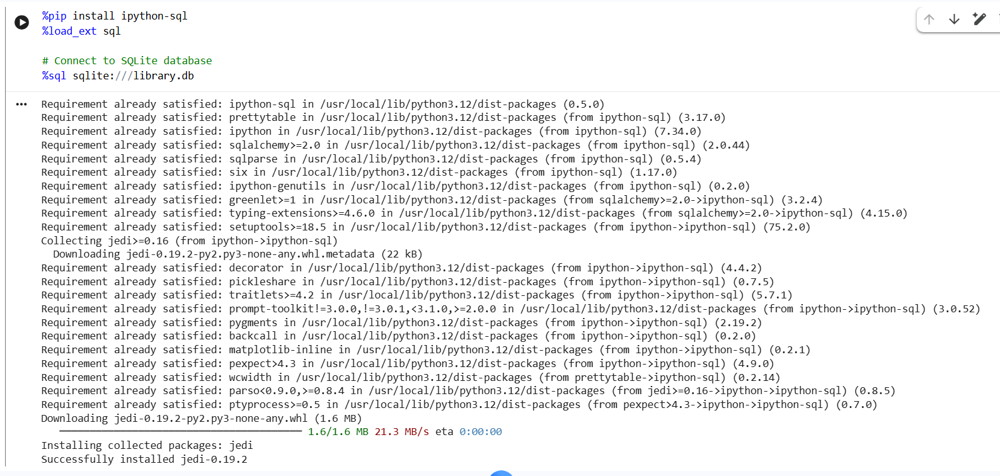 %pip install ipython-sql
%load_ext sql
# Connect to SQLite database
%sql sqlite:///library.db
Requirement already satisfied: ipython-sql in /usr/local/lib/python3.12/dist-packages (0.5.0)
Requirement already satisfied: prettytable in /usr/local/lib/python3.12/dist-packages (from ipython-sql) (3.17.0)
Requirement already satisfied: ipython in /usr/local/lib/python3.12/dist-packages (from ipython-sql) (7.34.0)
Requirement already satisfied: sqlalchemy>=2.0 in /usr/local/lib/python3.12/dist-packages (from ipython-sql) (2.0.44)
Requirement already satisfied: sqlparse in /usr/local/lib/python3.12/dist-packages (from ipython-sql) (0.5.4)
Requirement already satisfied: six in /usr/local/lib/python3.12/dist-packages (from ipython-sql) (1.17.0)
Requirement already satisfied: ipython-genutils in /usr/local/lib/python3.12/dist-packages (from ipython-sql) (0.2.0)
Requirement already satisfied: greenlet>=1 in /usr/local/lib/python3.12/dist-packages (from sqlalchemy>=2.0->ipython-sql) (3.2.4)
Requirement already satisfied: typing-extensions>=4.6.0 in /usr/local/lib/python3.12/dist-packages (from sqlalchemy>=2.0->ipython-sql) (4.15.0)
Requirement already satisfied: setuptools>=18.5 in /usr/local/lib/python3.12/dist-packages (from ipython->ipython-sql) (75.2.0)
Collecting jedi>=0.16 (from ipython->ipython-sql)
  Downloading jedi-0.19.2-py2.py3-none-any.whl.metadata (22 kB)
Requirement already satisfied: decorator in /usr/local/lib/python3.12/dist-packages (from ipython->ipython-sql) (4.4.2)
Requirement already satisfied: pickleshare in /usr/local/lib/python3.12/dist-packages (from ipython->ipython-sql) (0.7.5)
Requirement already satisfied: traitlets>=4.2 in /usr/local/lib/python3.12/dist-packages (from ipython->ipython-sql) (5.7.1)
Requirement already satisfied: prompt-toolkit!=3.0.0,!=3.0.1,<3.1.0,>=2.0.0 in /usr/local/lib/python3.12/dist-packages (from ipython->ipython-sql) (3.0.52)
Requirement already satisfied: pygments in /usr/local/lib/python3.12/dist-packages (from ipython->ipython-sql) (2.19.2)
Requirement already satisfied: backcall in /usr/local/lib/python3.12/dist-packages (from ipython->ipython-sql) (0.2.0)
Requirement already satisfied: matplotlib-inline in /usr/local/lib/python3.12/dist-packages (from ipython->ipython-sql) (0.2.1)
Requirement already satisfied: pexpect>4.3 in /usr/local/lib/python3.12/dist-packages (from ipython->ipython-sql) (4.9.0)
Requirement already satisfied: wcwidth in /usr/local/lib/python3.12/dist-packages (from prettytable->ipython-sql) (0.2.14)
Requirement already satisfied: parso<0.9.0,>=0.8.4 in /usr/local/lib/python3.12/dist-packages (from jedi>=0.16->ipython->ipython-sql) (0.8.5)
Requirement already satisfied: ptyprocess>=0.5 in /usr/local/lib/python3.12/dist-packages (from pexpect>4.3->ipython->ipython-sql) (0.7.0)
Downloading jedi-0.19.2-py2.py3-none-any.whl (1.6 MB)
1.6/1.6 MB 21.3 MB/s eta 0:00:00
Installing collected packages: jedi
Successfully installed jedi-0.19.2